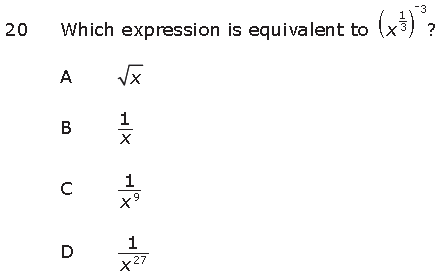 20 Which expression is equivalent to (x^(1/3))^-3?
A √x
B 1/x
C 1/x^9
D 1/x^27